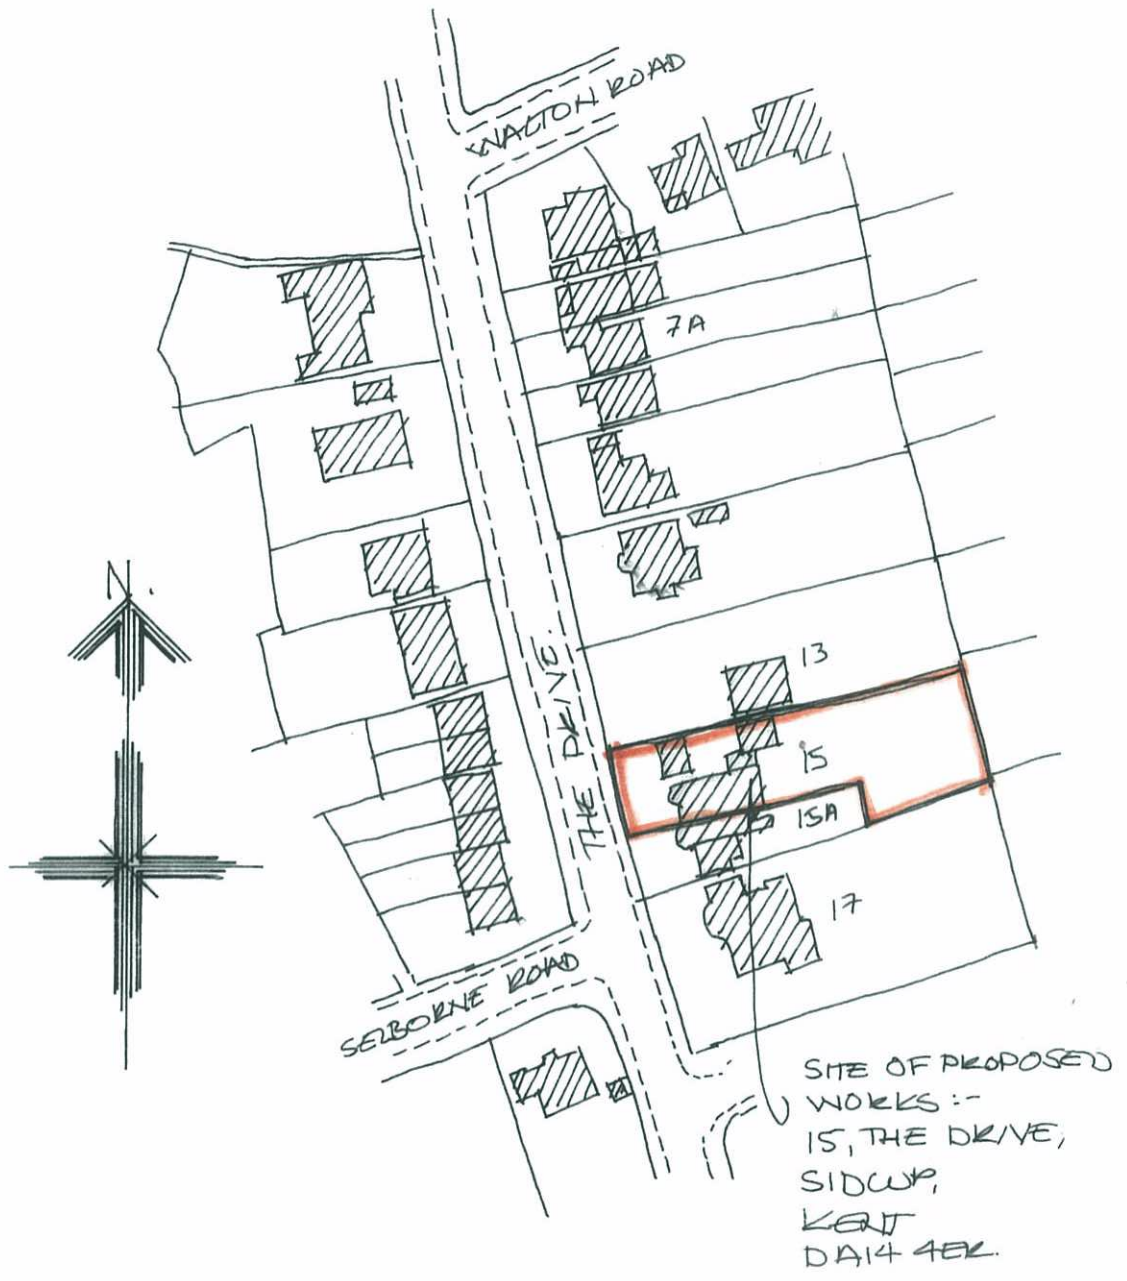 WALTON ROAD
7A
N.
THE DRIVE.
13
15
15A
17
SELBORNE ROAD
SITE OF PROPOSED
WORKS :-
15, THE DRIVE,
SIDCUP,
KENT
DA14 4ER.